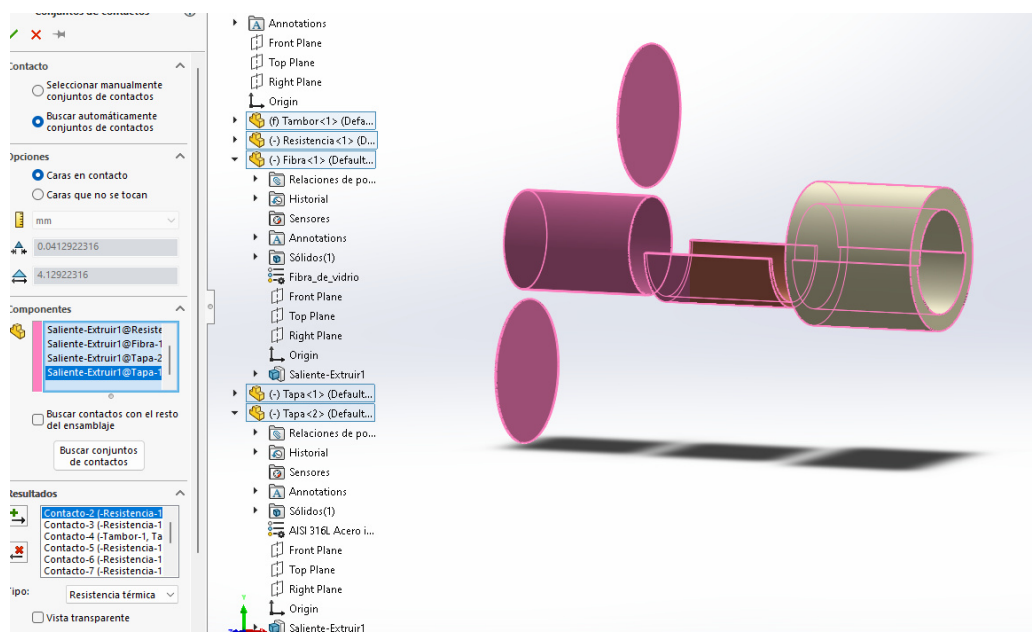 Conjuntos de contactos
Contacto
Seleccionar manualmente
conjuntos de contactos
Buscar automáticamente
conjuntos de contactos
Opciones
Caras en contacto
Caras que no se tocan
mm
0.0412922316
4.12922316
Componentes
Saliente-Extruir1@Resiste
Saliente-Extruir1@Fibra-1
Saliente-Extruir1@Tapa-2
Saliente-Extruir1@Tapa-1
Buscar contactos con el resto
del ensamblaje
Buscar conjuntos
de contactos
Resultados
Contacto-2 (-Resistencia-1
Contacto-3 (-Resistencia-1
Contacto-4 (-Tambor-1, Ta
Contacto-5 (-Resistencia-1
Contacto-6 (-Resistencia-1
Contacto-7 (-Resistencia-1
Tipo:
Resistencia térmica
Vista transparente
Annotations
Front Plane
Top Plane
Right Plane
Origin
(f) Tambor<1> (Defa...
(-) Resistencia<1> (D...
(-) Fibra<1> (Default...
Relaciones de po...
Historial
Sensores
Annotations
Sólidos(1)
Fibra_de_vidrio
Front Plane
Top Plane
Right Plane
Origin
Saliente-Extruir1
(-) Tapa<1> (Default...
(-) Tapa<2> (Default...
Relaciones de po...
Historial
Sensores
Annotations
Sólidos(1)
AISI 316L Acero i...
Front Plane
Top Plane
Right Plane
Origin
Saliente-Extruir1
Y